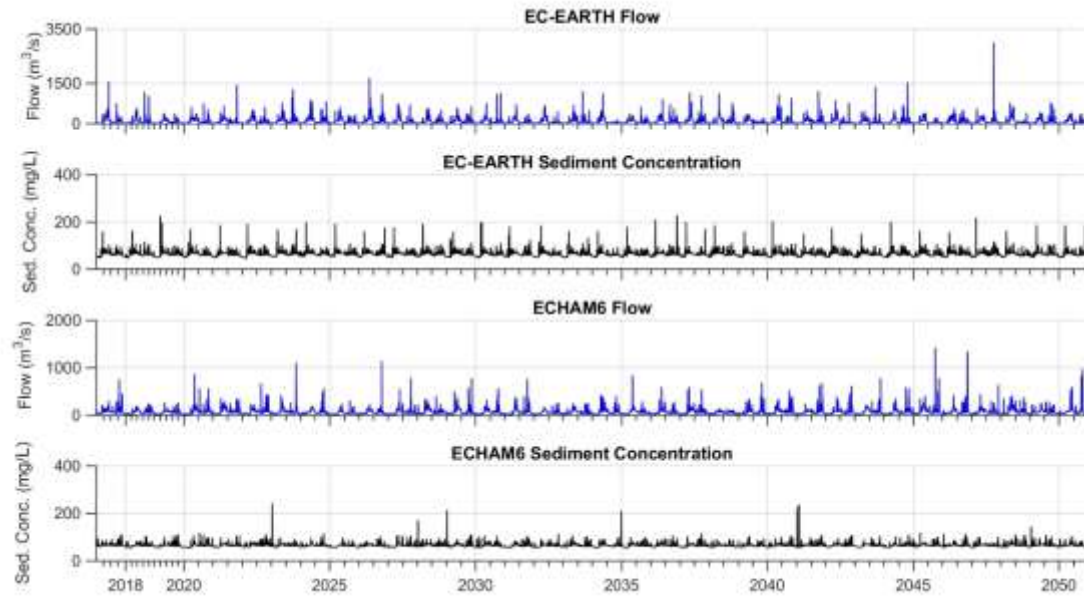 EC-EARTH Flow
Flow (m³/s)
3500
1500
0
EC-EARTH Sediment Concentration
Sed. Conc. (mg/L)
400
200
0
ECHAM6 Flow
Flow (m³/s)
2000
1000
0
ECHAM6 Sediment Concentration
Sed. Conc. (mg/L)
400
200
0
2018 2020 2025 2030 2035 2040 2045 2050